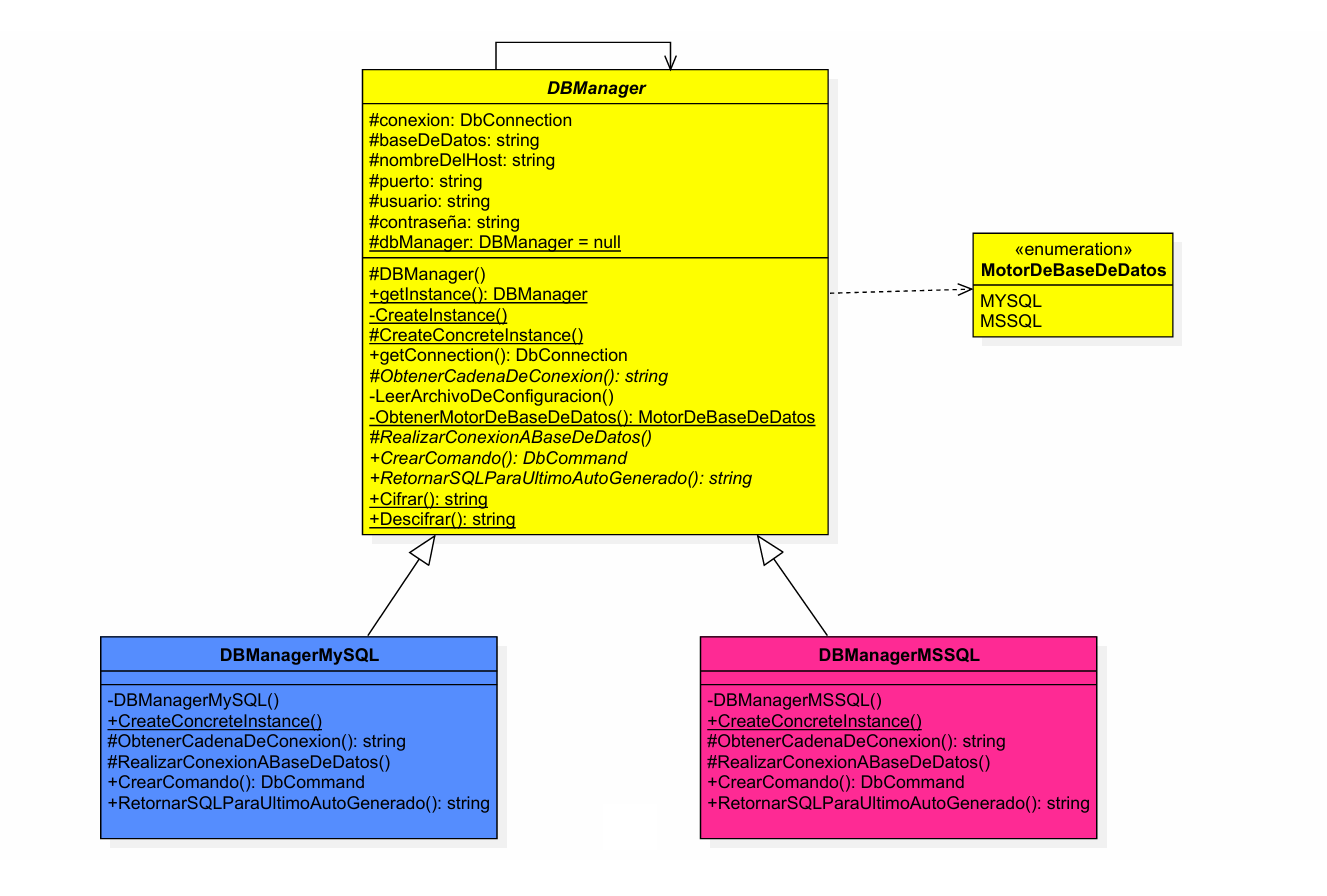 DBManager
#conexion: DbConnection
#baseDeDatos: string
#nombreDelHost: string
#puerto: string
#usuario: string
#contraseña: string
#dbManager: DBManager = null
#DBManager()
+getInstance(): DBManager
-CreateInstance()
#CreateConcreteInstance()
+getConnection(): DbConnection
#ObtenerCadenaDeConexion(): string
-LeerArchivoDeConfiguracion()
-ObtenerMotorDeBaseDeDatos(): MotorDeBaseDeDatos
#RealizarConexionABaseDeDatos()
+CrearComando(): DbCommand
+RetornarSQLParaUltimoAutoGenerado(): string
+Cifrar(): string
+Descifrar(): string
«enumeration»
MotorDeBaseDeDatos
MYSQL
MSSQL
DBManagerMySQL
-DBManagerMySQL()
+CreateConcreteInstance()
#ObtenerCadenaDeConexion(): string
#RealizarConexionABaseDeDatos()
+CrearComando(): DbCommand
+RetornarSQLParaUltimoAutoGenerado(): string
DBManagerMSSQL
-DBManagerMSSQL()
+CreateConcreteInstance()
#ObtenerCadenaDeConexion(): string
#RealizarConexionABaseDeDatos()
+CrearComando(): DbCommand
+RetornarSQLParaUltimoAutoGenerado(): string